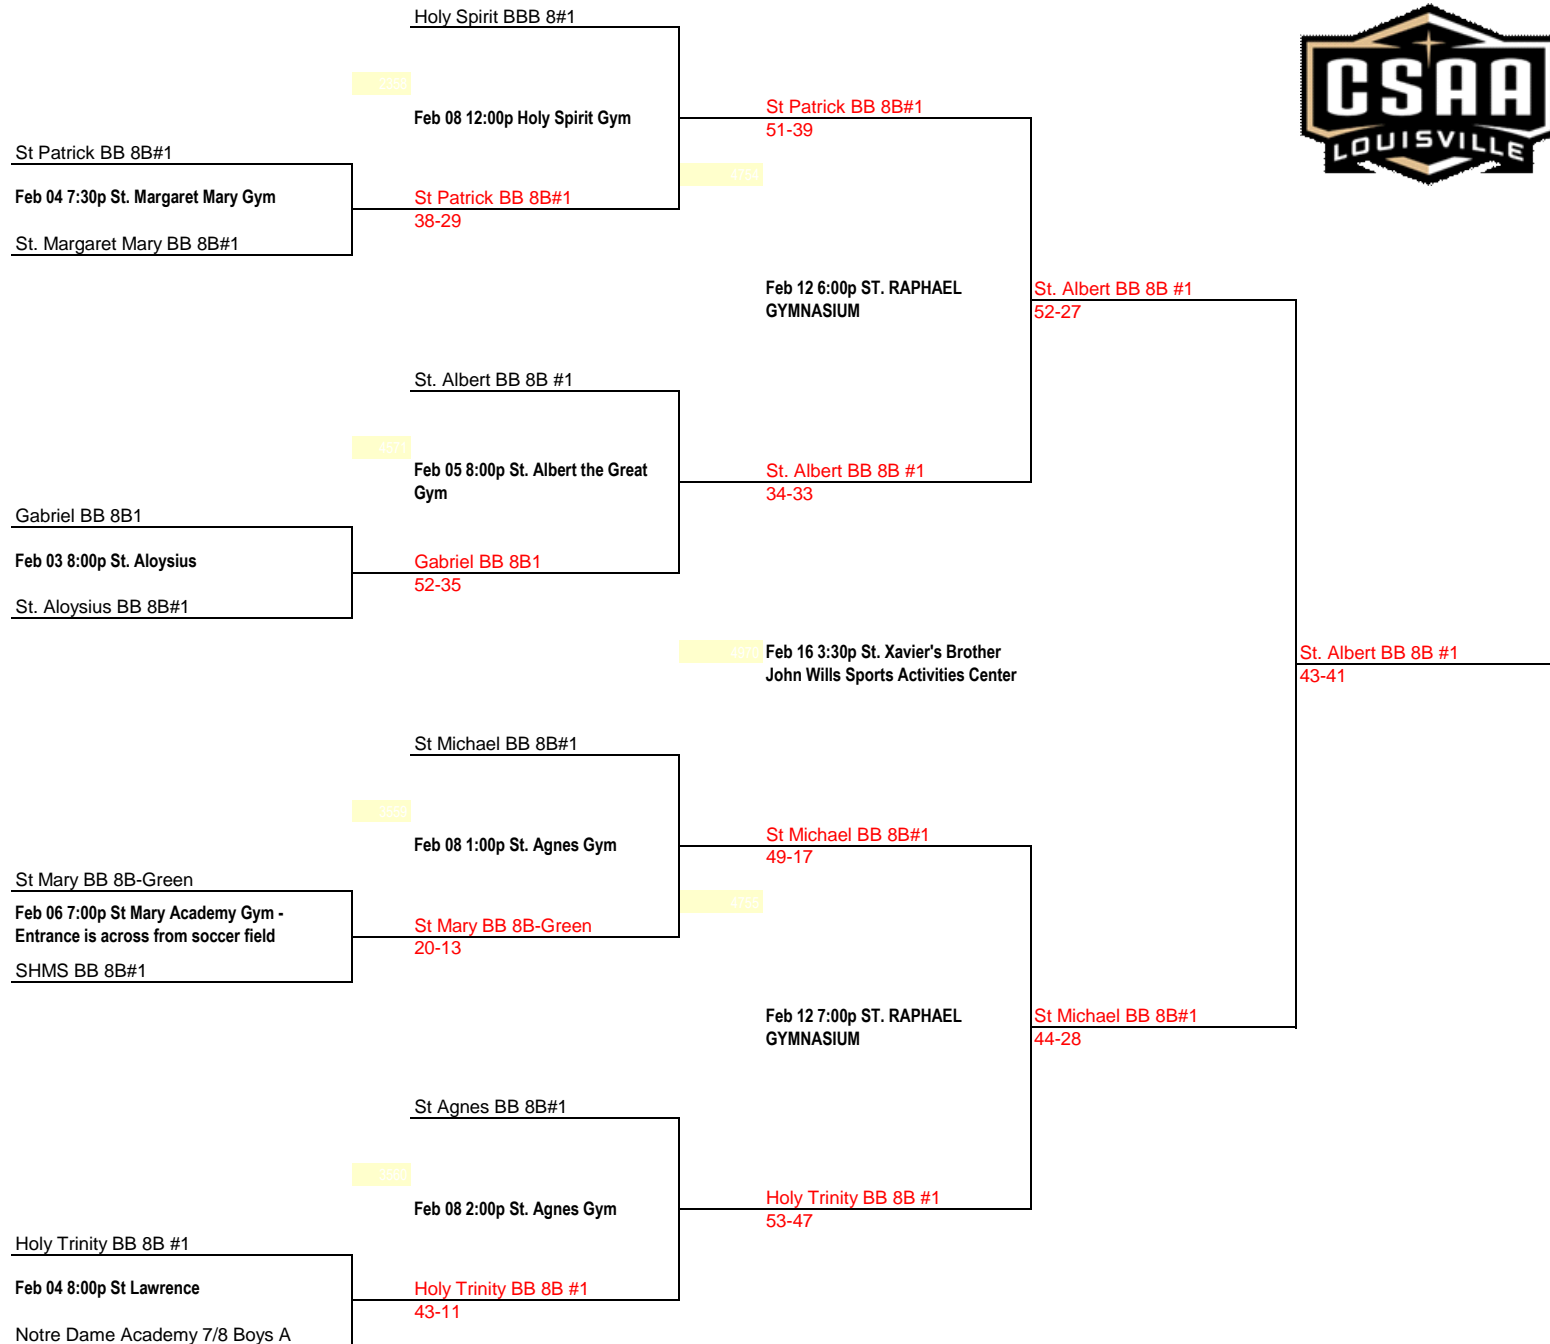 Holy Spirit BBB 8#1
CSAA
LOUISVILLE
Feb 08 12:00p Holy Spirit Gym
St Patrick BB 8B#1
51-39
St Patrick BB 8B#1
Feb 04 7:30p St. Margaret Mary Gym
St. Margaret Mary BB 8B#1
St Patrick BB 8B#1
38-29
Feb 12 6:00p ST. RAPHAEL
GYMNASIUM
St. Albert BB 8B #1
52-27
St. Albert BB 8B #1
Feb 05 8:00p St. Albert the Great
Gym
St. Albert BB 8B #1
34-33
Gabriel BB 8B1
Feb 03 8:00p St. Aloysius
St. Aloysius BB 8B#1
Gabriel BB 8B1
52-35
Feb 16 3:30p St. Xavier's Brother
John Wills Sports Activities Center
St. Albert BB 8B #1
43-41
St Michael BB 8B#1
Feb 08 1:00p St. Agnes Gym
St Michael BB 8B#1
49-17
St Mary BB 8B-Green
Feb 06 7:00p St Mary Academy Gym -
Entrance is across from soccer field
SHMS BB 8B#1
St Mary BB 8B-Green
20-13
Feb 12 7:00p ST. RAPHAEL
GYMNASIUM
St Michael BB 8B#1
44-28
St Agnes BB 8B#1
Feb 08 2:00p St. Agnes Gym
Holy Trinity BB 8B #1
53-47
Holy Trinity BB 8B #1
Feb 04 8:00p St Lawrence
Notre Dame Academy 7/8 Boys A
Holy Trinity BB 8B #1
43-11